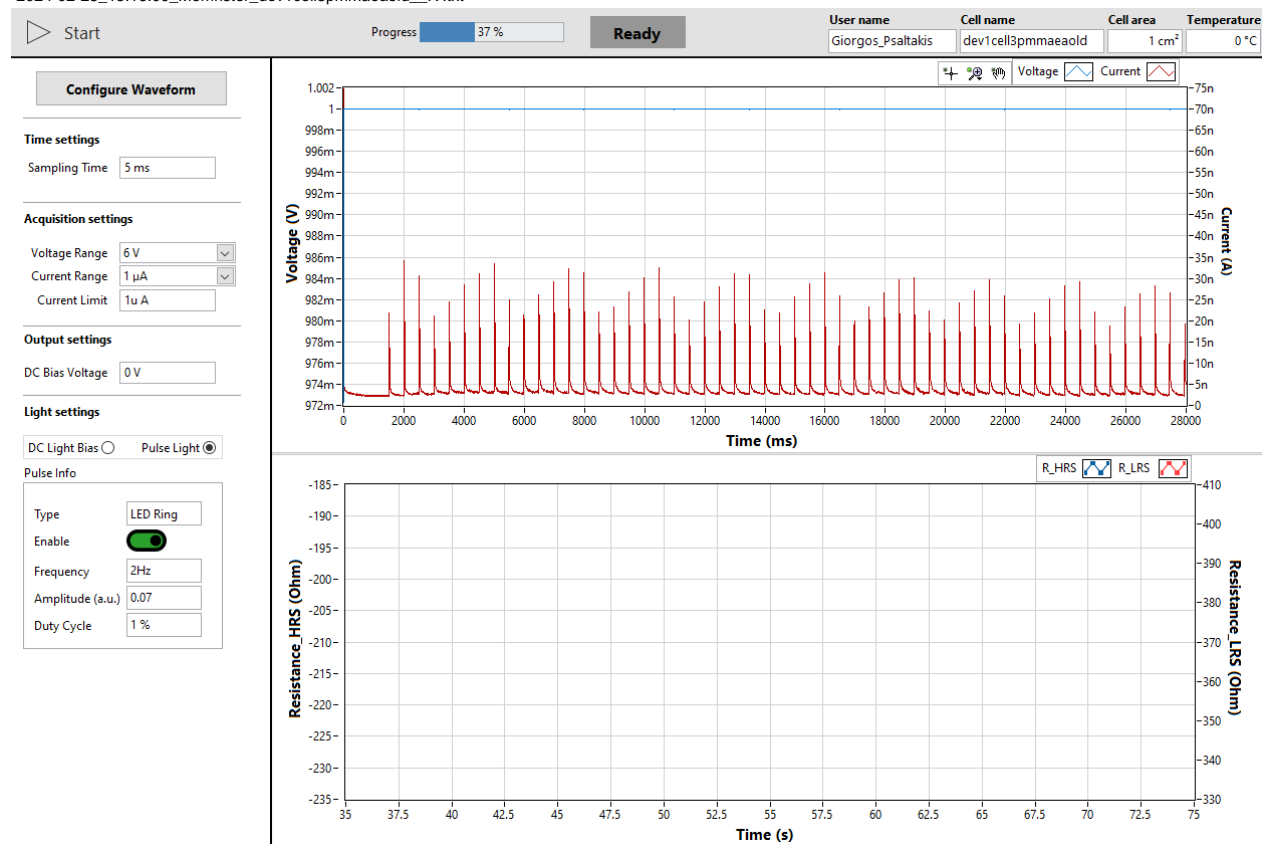 Start
Progress 37 %
Ready
User name Cell name Cell area Temperature
Giorgos_Psaltakis dev1cell3pmmaeaold 1 cm² 0 °C
Configure Waveform
Time settings
Sampling Time 5 ms
Acquisition settings
Voltage Range 6 V
Current Range 1 µA
Current Limit 1u A
Output settings
DC Bias Voltage 0 V
Light settings
DC Light Bias Pulse Light
Pulse Info
Type LED Ring
Enable
Frequency 2Hz
Amplitude (a.u.) 0.07
Duty Cycle 1 %
Voltage Current
1.002
1
998m
996m
994m
992m
990m
988m
986m
984m
982m
980m
978m
976m
974m
972m
Voltage (V)
75n
70n
65n
60n
55n
50n
45n
40n
35n
30n
25n
20n
15n
10n
5n
0
Current (A)
0 2000 4000 6000 8000 10000 12000 14000 16000 18000 20000 22000 24000 26000 28000
Time (ms)
R_HRS R_LRS
-185
-190
-195
-200
-205
-210
-215
-220
-225
-230
-235
Resistance_HRS (Ohm)
410
400
390
380
370
360
350
340
330
Resistance_LRS (Ohm)
35 37.5 40 42.5 45 47.5 50 52.5 55 57.5 60 62.5 65 67.5 70 72.5 75
Time (s)